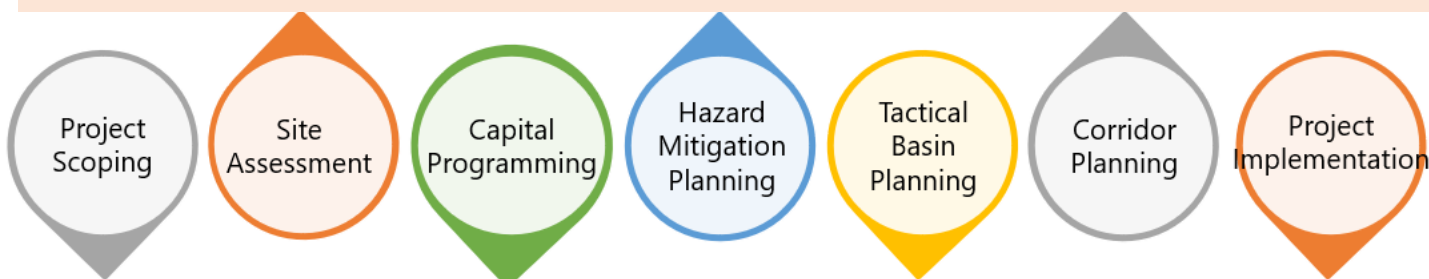 Project
Scoping
Site
Assessment
Capital
Programming
Hazard
Mitigation
Planning
Tactical
Basin
Planning
Corridor
Planning
Project
Implementation